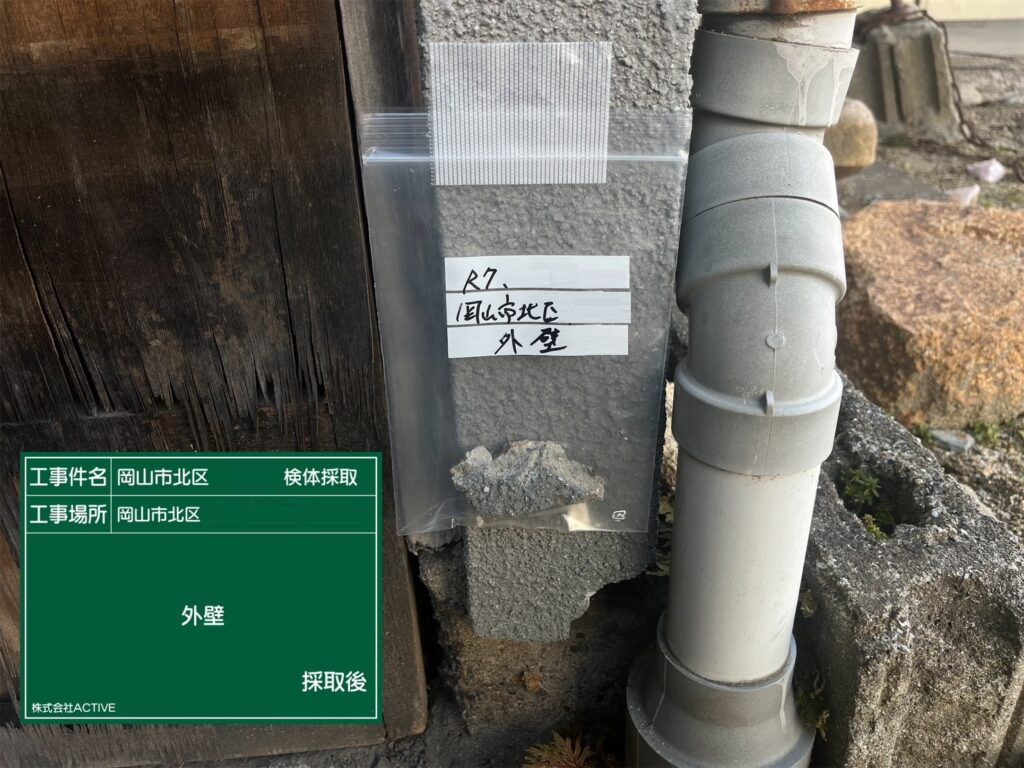 R7、
岡山市北区
外壁
工事件名 岡山市北区 検体採取
工事場所 岡山市北区
外壁
採取後
株式会社ACTIVE